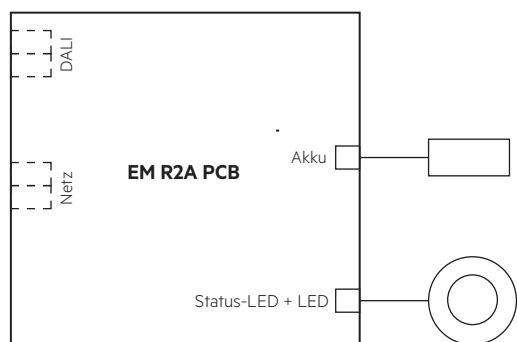 DALI
Akku
EM R2A PCB
Netz
Status-LED + LED